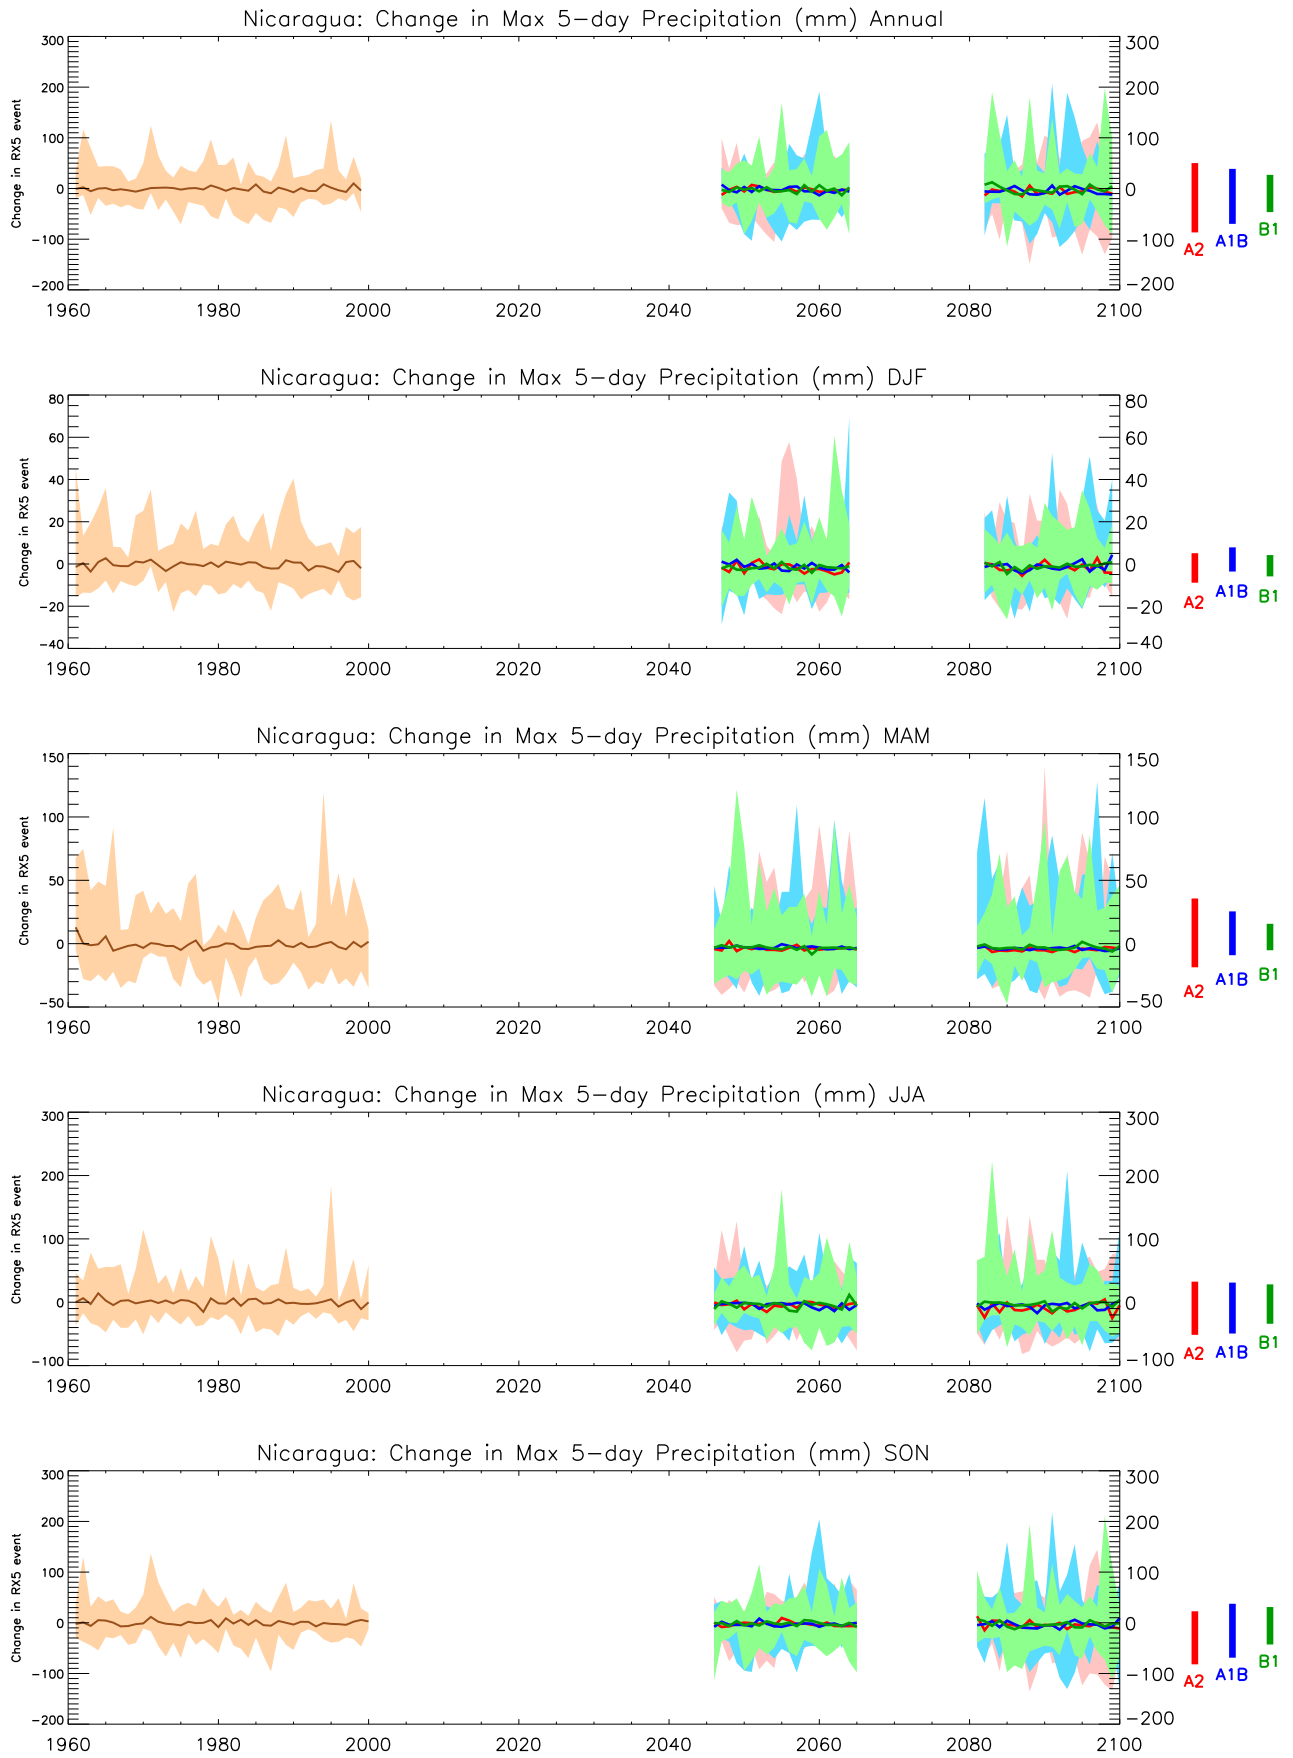 Nicaragua: Change in Max 5-day Precipitation (mm) Annual
300 300
200 200
100 100
0 0
-100 -100
-200 -200
Change in RX5 event
1960 1980 2000 2020 2040 2060 2080 2100
A2 A1B B1
Nicaragua: Change in Max 5-day Precipitation (mm) DJF
80 80
60 60
40 40
20 20
0 0
-20 -20
-40 -40
Change in RX5 event
1960 1980 2000 2020 2040 2060 2080 2100
A2 A1B B1
Nicaragua: Change in Max 5-day Precipitation (mm) MAM
150 150
100 100
50 50
0 0
-50 -50
Change in RX5 event
1960 1980 2000 2020 2040 2060 2080 2100
A2 A1B B1
Nicaragua: Change in Max 5-day Precipitation (mm) JJA
300 300
200 200
100 100
0 0
-100 -100
Change in RX5 event
1960 1980 2000 2020 2040 2060 2080 2100
A2 A1B B1
Nicaragua: Change in Max 5-day Precipitation (mm) SON
300 300
200 200
100 100
0 0
-100 -100
-200 -200
Change in RX5 event
1960 1980 2000 2020 2040 2060 2080 2100
A2 A1B B1